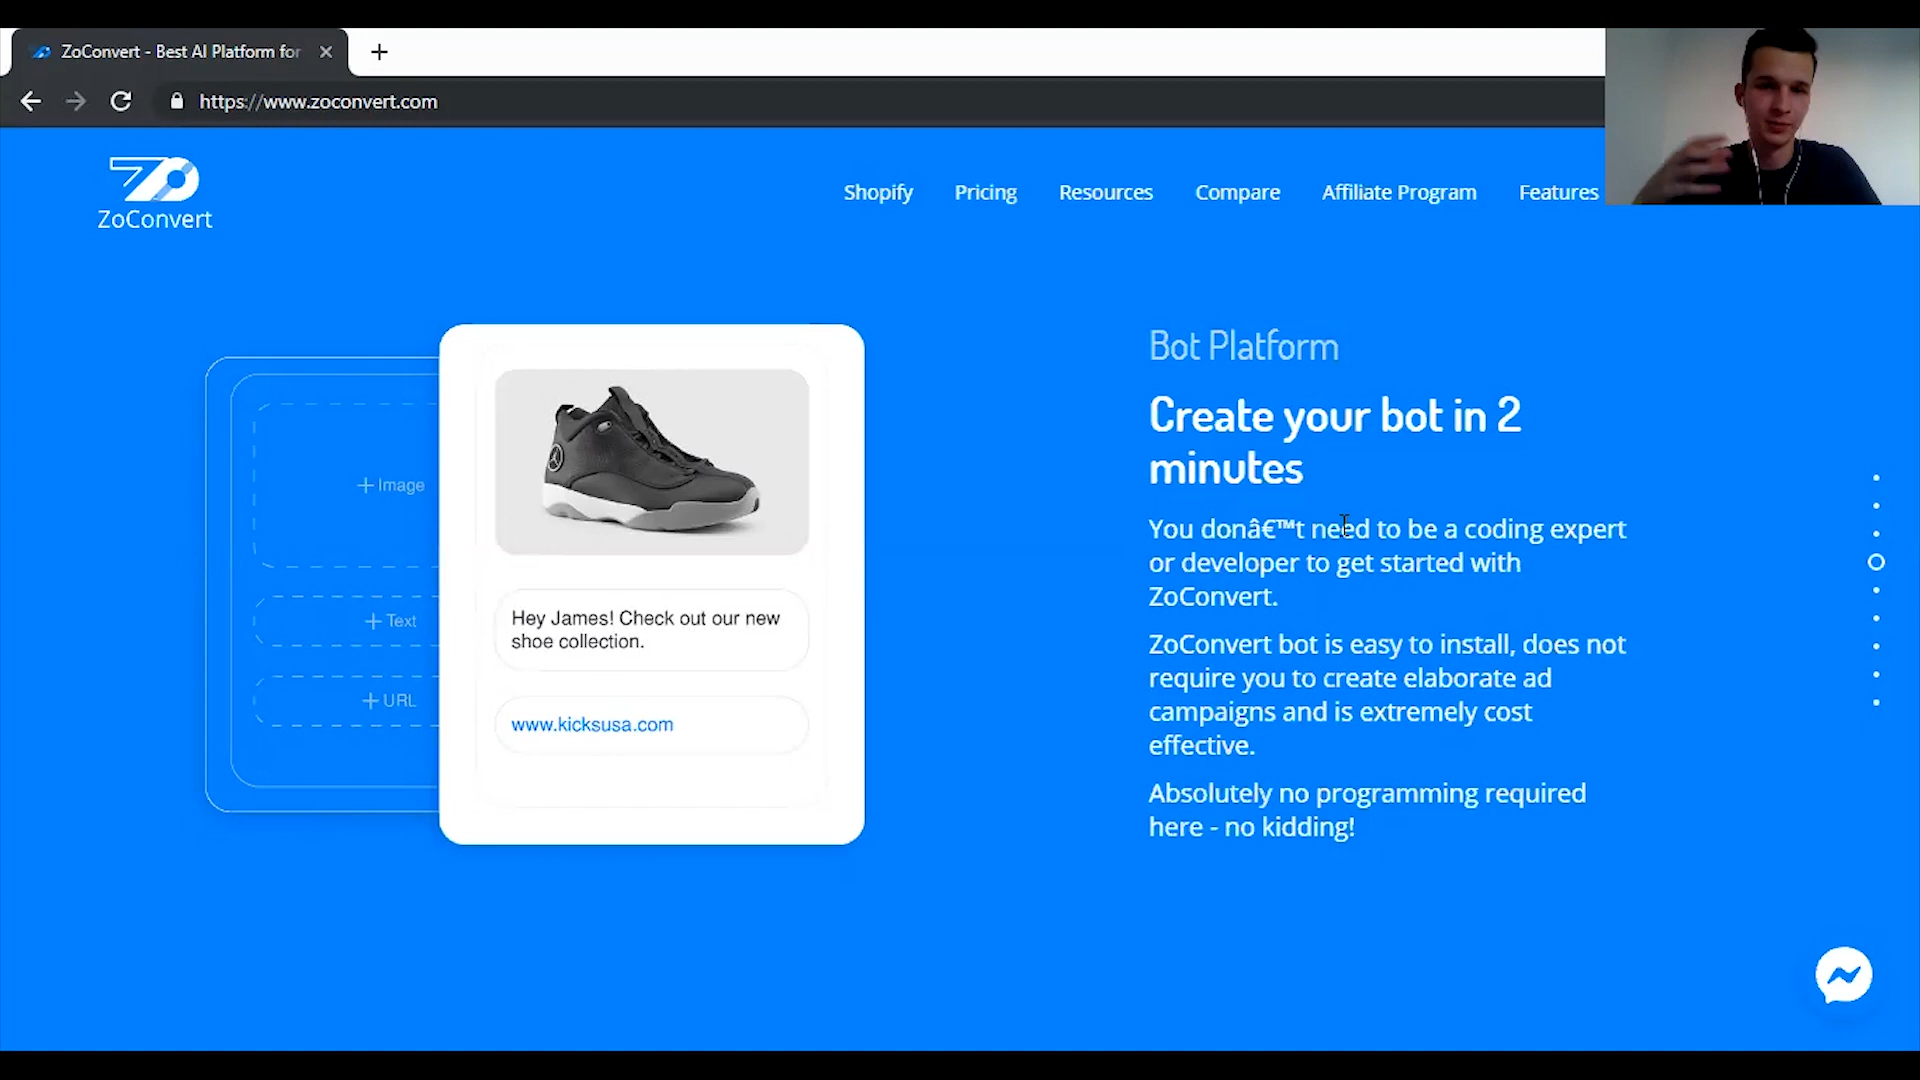 ZoConvert - Best AI Platform for
https://www.zoconvert.com
ZoConvert
Shopify Pricing Resources Compare Affiliate Program Features
Bot Platform
Create your bot in 2
minutes
You donâ€™t need to be a coding expert
or developer to get started with
ZoConvert.
ZoConvert bot is easy to install, does not
require you to create elaborate ad
campaigns and is extremely cost
effective.
Absolutely no programming required
here - no kidding!
+ Image
+ Text
+ URL
Hey James! Check out our new
shoe collection.
www.kicksusa.com